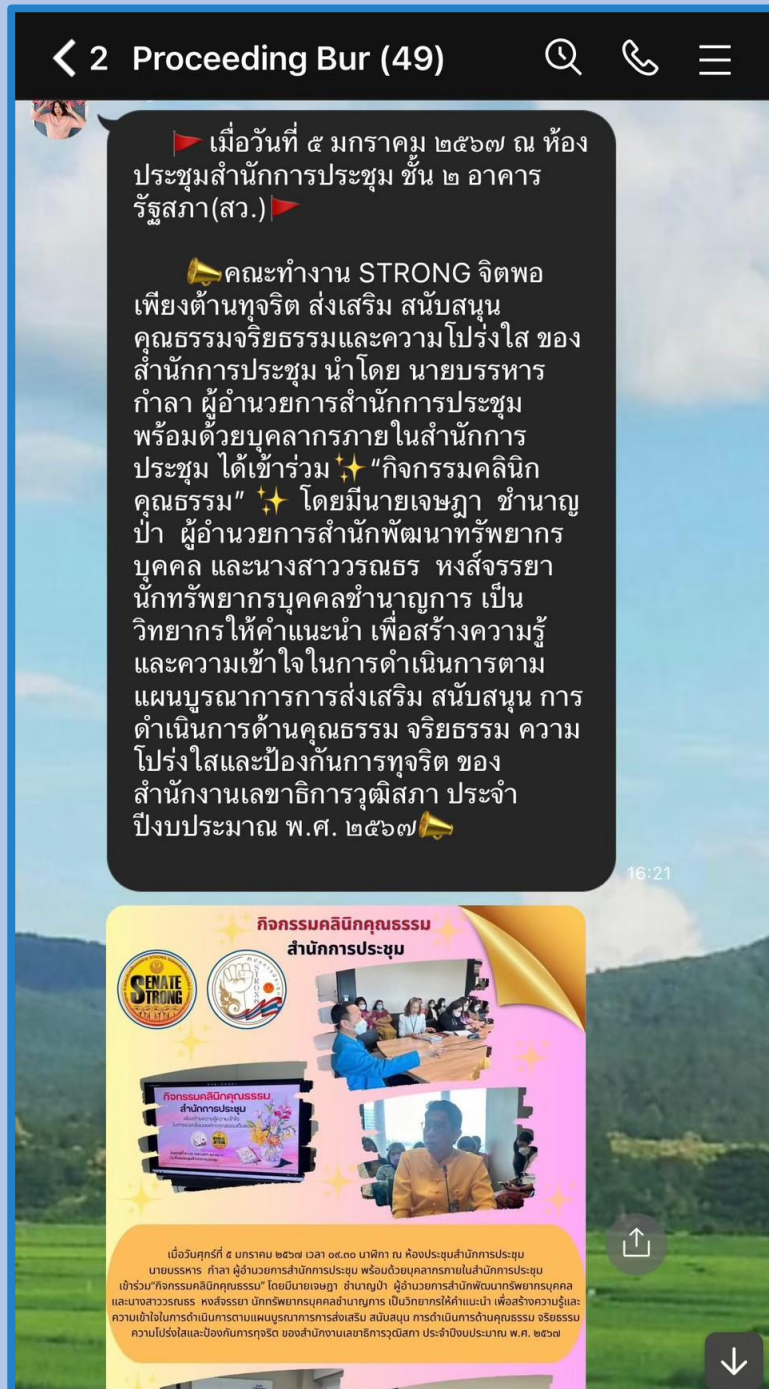 2 Proceeding Bur (49)
เมื่อวันที่ ๕ มกราคม ๒๕๖๗ ณ ห้อง
ประชุมสำนักการประชุม ชั้น ๒ อาคาร
รัฐสภา(สว.)
คณะทำงาน STRONG จิตพอ
เพียงต้านทุจริต ส่งเสริม สนับสนุน
คุณธรรมจริยธรรมและความโปร่งใส ของ
สำนักการประชุม นำโดย นายบรรหาร
กำลา ผู้อำนวยการสำนักการประชุม
พร้อมด้วยบุคลากรภายในสำนักการ
ประชุม ได้เข้าร่วม “กิจกรรมคลินิก
คุณธรรม” โดยมีนายเจษฎา ชำนาญ
ป่า ผู้อำนวยการสำนักพัฒนาทรัพยากร
บุคคล และนางสาววรณธร หงส์จรรยา
นักทรัพยากรบุคคลชำนาญการ เป็น
วิทยากรให้คำแนะนำ เพื่อสร้างความรู้
และความเข้าใจในการดำเนินการตาม
แผนบูรณาการการส่งเสริม สนับสนุน การ
ดำเนินการด้านคุณธรรม จริยธรรม ความ
โปร่งใสและป้องกันการทุจริต ของ
สำนักงานเลขาธิการวุฒิสภา ประจำ
ปีงบประมาณ พ.ศ. ๒๕๖๗
16:21
กิจกรรมคลินิกคุณธรรม
สำนักการประชุม
SENATE
STRONG
STRONG
กิจกรรมคลินิกคุณธรรม
สำนักการประชุม
เมื่อวันศุกร์ที่ ๕ มกราคม ๒๕๖๗ เวลา ๐๙.๓๐ นาฬิกา ณ ห้องประชุมสำนักการประชุม
นายบรรหาร กำลา ผู้อำนวยการสำนักการประชุม พร้อมด้วยบุคลากรภายในสำนักการประชุม
เข้าร่วม“กิจกรรมคลินิกคุณธรรม” โดยมีนายเจษฎา ชำนาญป่า ผู้อำนวยการสำนักพัฒนาทรัพยากรบุคคล
และนางสาววรณธร หงส์จรรยา นักทรัพยากรบุคคลชำนาญการ เป็นวิทยากรให้คำแนะนำ เพื่อสร้างความรู้และ
ความเข้าใจในการดำเนินการตามแผนบูรณาการการส่งเสริม สนับสนุน การดำเนินการด้านคุณธรรม จริยธรรม
ความโปร่งใสและป้องกันการทุจริต ของสำนักงานเลขาธิการวุฒิสภา ประจำปีงบประมาณ พ.ศ. ๒๕๖๗